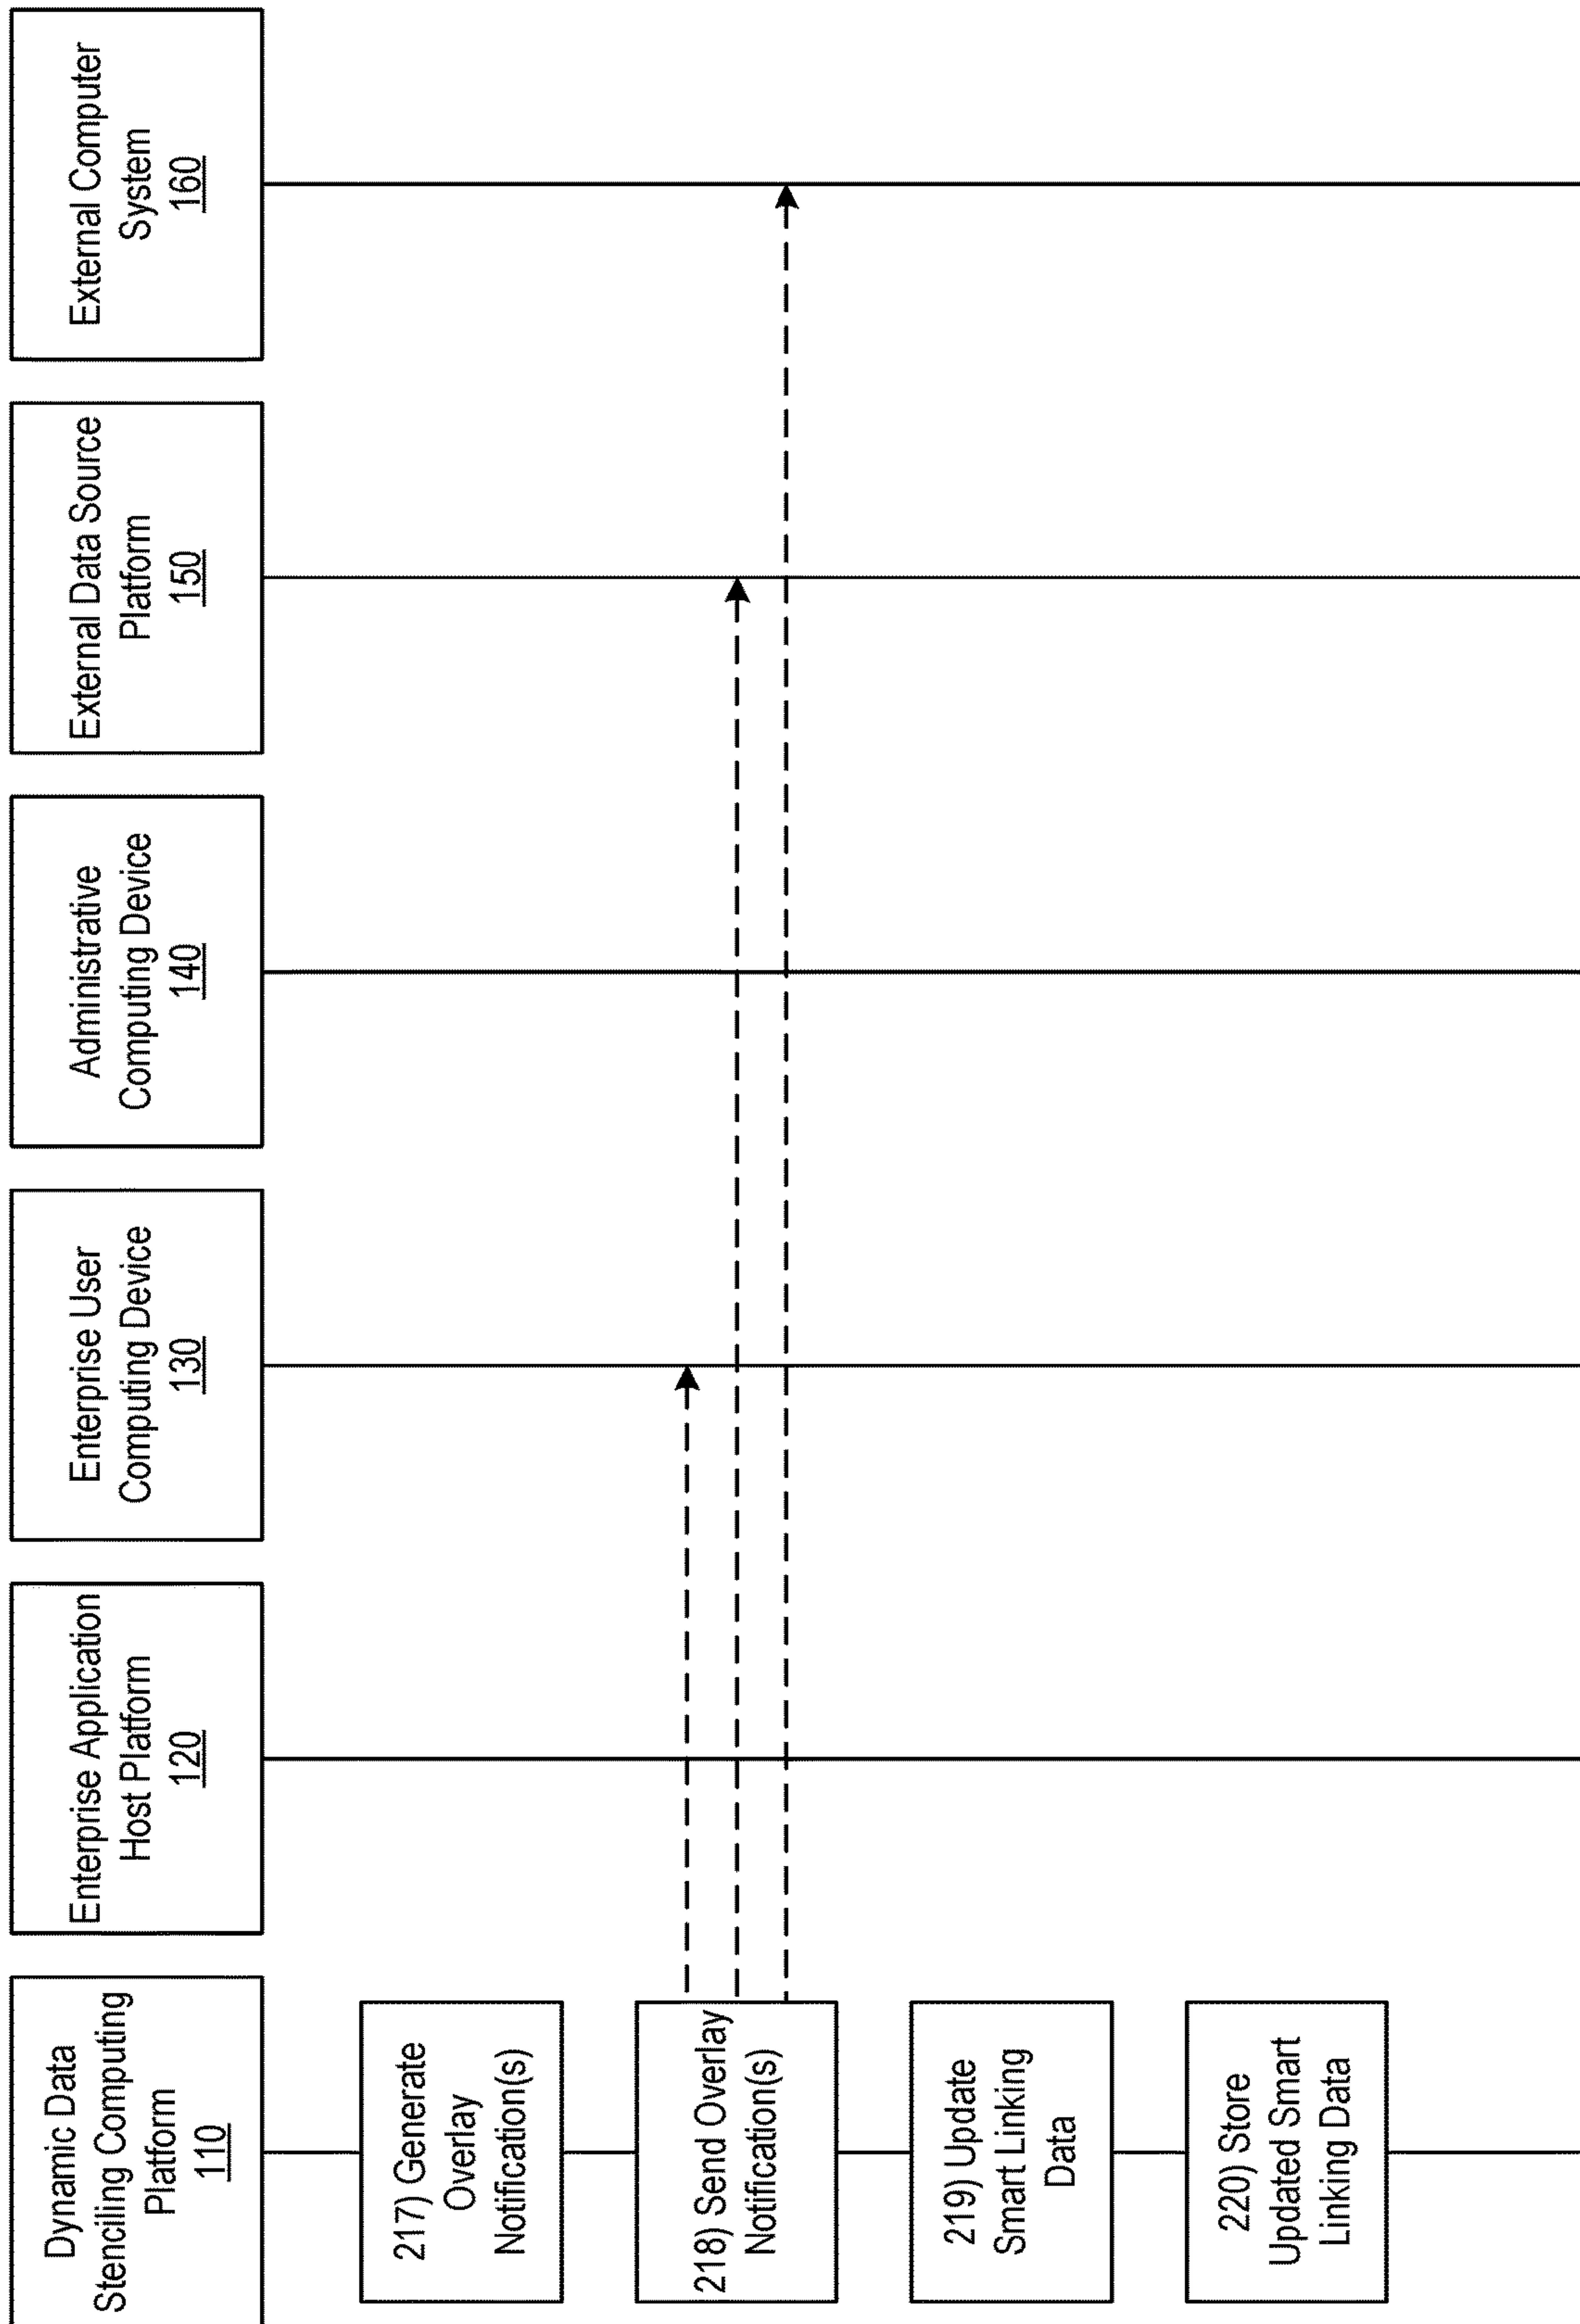 Dynamic Data
Stenciling Computing
Platform
110
Enterprise Application
Host Platform
120
Enterprise User
Computing Device
130
Administrative
Computing Device
140
External Data Source
Platform
150
External Computer
System
160
217) Generate
Overlay
Notification(s)
218) Send Overlay
Notification(s)
219) Update
Smart Linking
Data
220) Store
Updated Smart
Linking Data